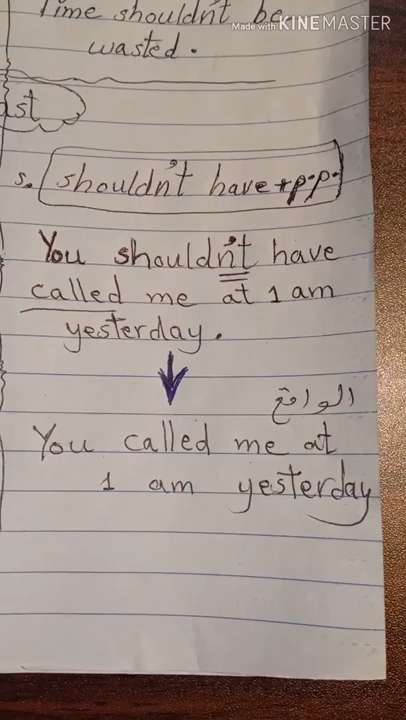 Time shouldn't be
Made with KINEMASTER
wasted.
ast
s. shouldn't have +p.p.
You shouldn't have
called me at 1 am
yesterday.
الواقع
You called me at
1 am yesterday